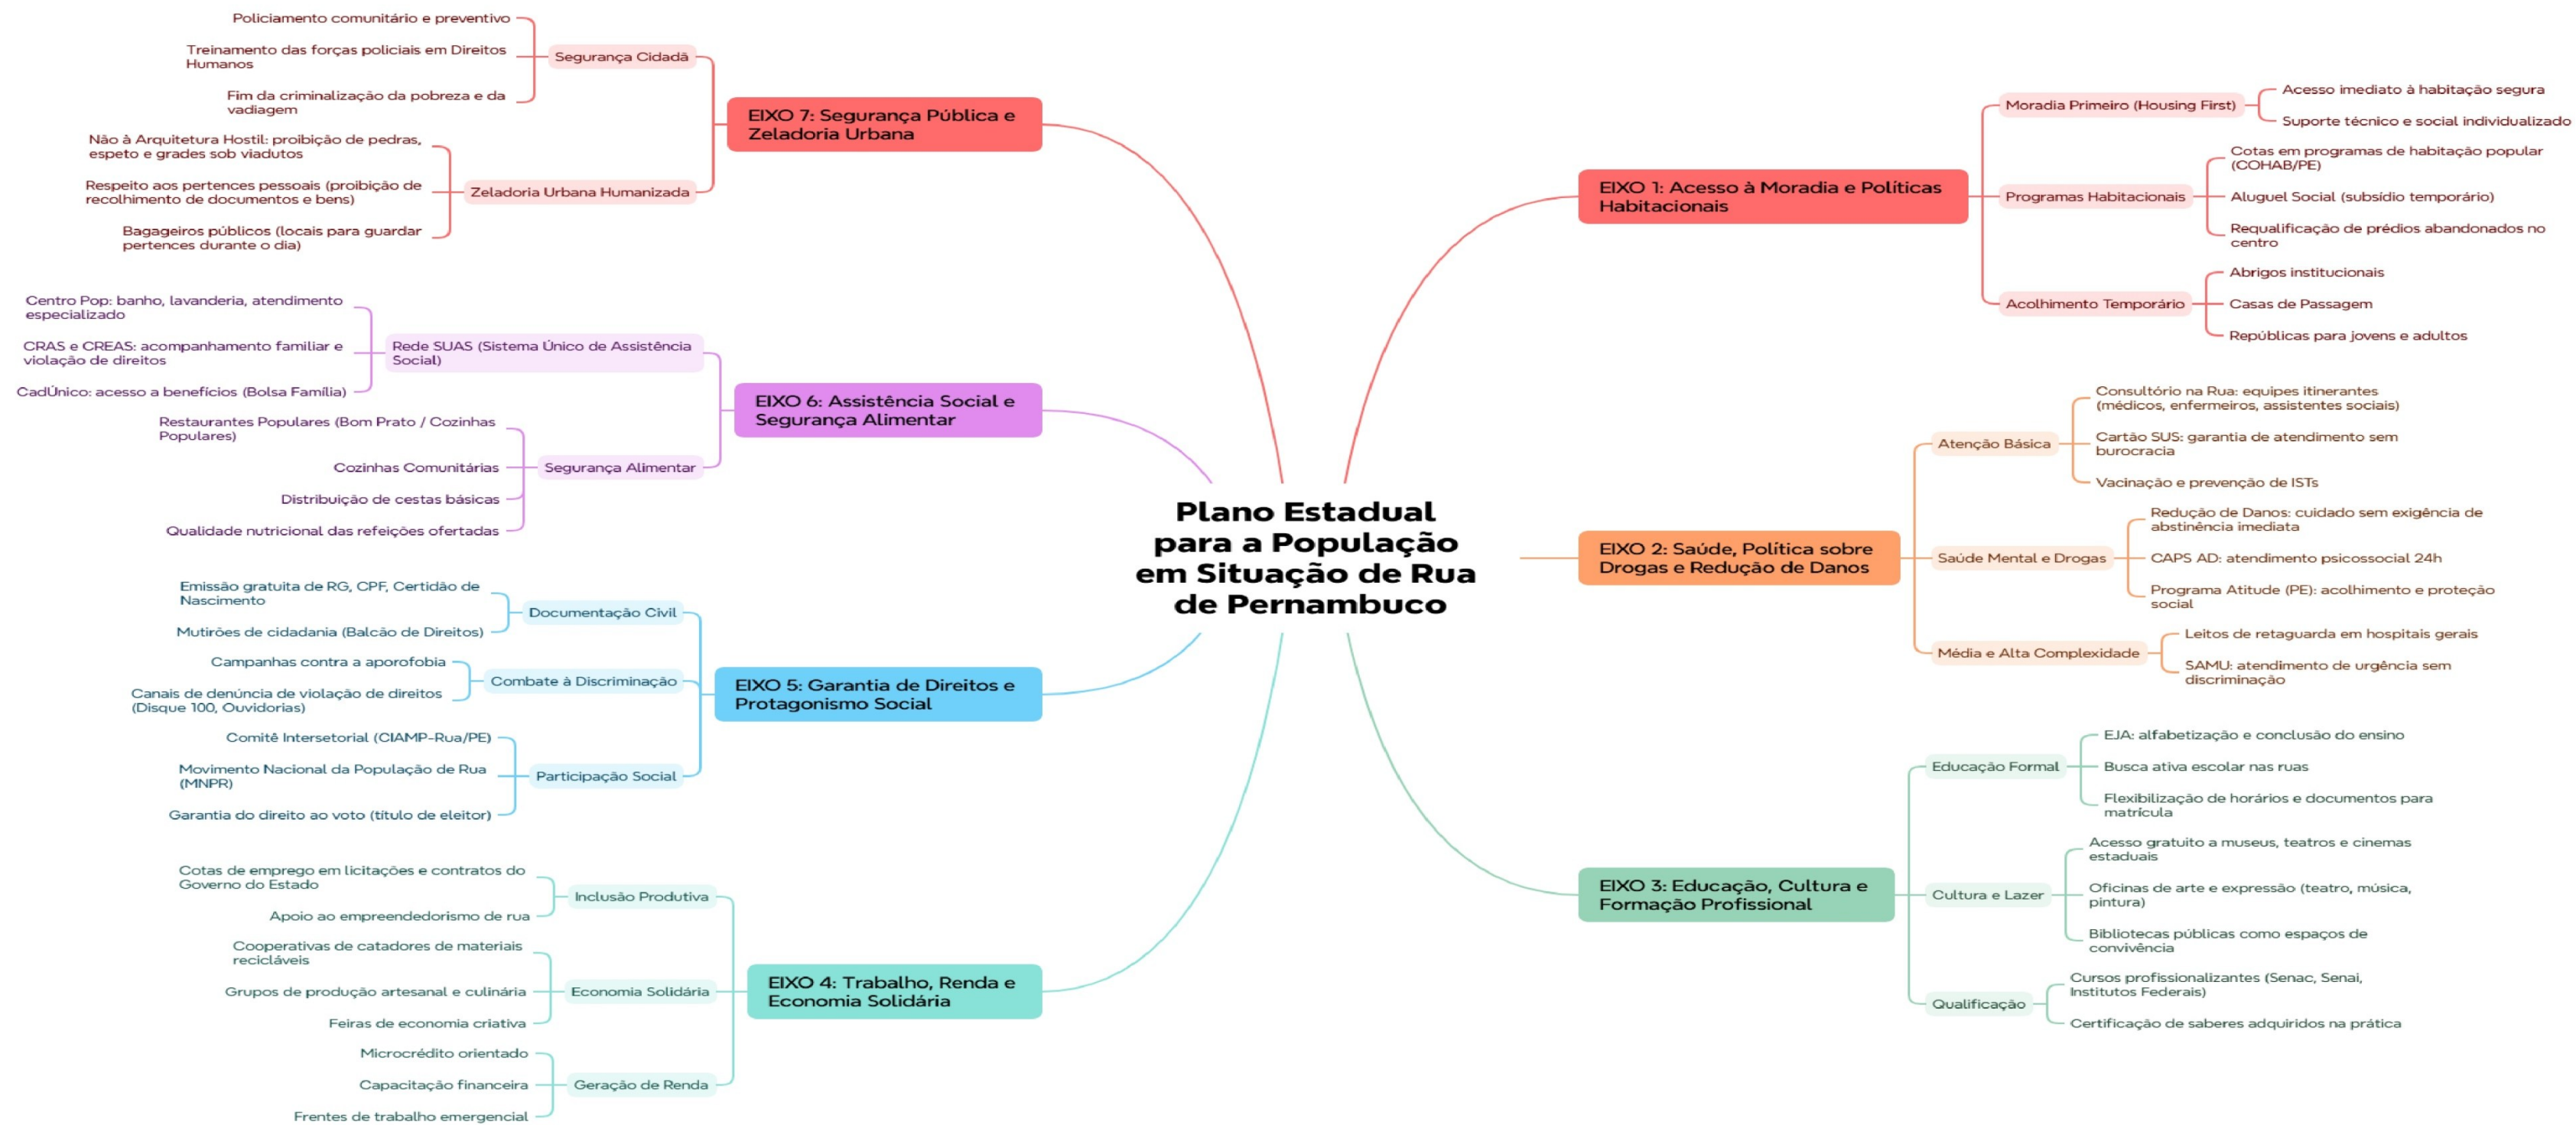 Plano Estadual
para a População
em Situação de Rua
de Pernambuco
EIXO 1: Acesso à Moradia e Políticas
Habitacionais
Moradia Primeiro (Housing First)
Acesso imediato à habitação segura
Suporte técnico e social individualizado
Programas Habitacionais
Cotas em programas de habitação popular
(COHAB/PE)
Aluguel Social (subsídio temporário)
Requalificação de prédios abandonados no
centro
Acolhimento Temporário
Abrigos institucionais
Casas de Passagem
Repúblicas para jovens e adultos
EIXO 2: Saúde, Política sobre
Drogas e Redução de Danos
Atenção Básica
Consultório na Rua: equipes itinerantes
(médicos, enfermeiros, assistentes sociais)
Cartão SUS: garantia de atendimento sem
burocracia
Vacinação e prevenção de ISTs
Saúde Mental e Drogas
Redução de Danos: cuidado sem exigência de
abstinência imediata
CAPS AD: atendimento psicossocial 24h
Programa Atitude (PE): acolhimento e proteção
social
Média e Alta Complexidade
Leitos de retaguarda em hospitais gerais
SAMU: atendimento de urgência sem
discriminação
EIXO 3: Educação, Cultura e
Formação Profissional
Educação Formal
EJA: alfabetização e conclusão do ensino
Busca ativa escolar nas ruas
Flexibilização de horários e documentos para
matrícula
Cultura e Lazer
Acesso gratuito a museus, teatros e cinemas
estaduais
Oficinas de arte e expressão (teatro, música,
pintura)
Bibliotecas públicas como espaços de
convivência
Qualificação
Cursos profissionalizantes (Senac, Senai,
Institutos Federais)
Certificação de saberes adquiridos na prática
EIXO 4: Trabalho, Renda e
Economia Solidária
Inclusão Produtiva
Cotas de emprego em licitações e contratos do
Governo do Estado
Apoio ao empreendedorismo de rua
Economia Solidária
Cooperativas de catadores de materiais
recicláveis
Grupos de produção artesanal e culinária
Feiras de economia criativa
Geração de Renda
Microcrédito orientado
Capacitação financeira
Frentes de trabalho emergencial
EIXO 5: Garantia de Direitos e
Protagonismo Social
Documentação Civil
Emissão gratuita de RG, CPF, Certidão de
Nascimento
Mutirões de cidadania (Balcão de Direitos)
Combate à Discriminação
Campanhas contra a aporofobia
Canais de denúncia de violação de direitos
(Disque 100, Ouvidorias)
Participação Social
Comitê Intersetorial (CIAMP-Rua/PE)
Movimento Nacional da População de Rua
(MNPR)
Garantia do direito ao voto (título de eleitor)
EIXO 6: Assistência Social e
Segurança Alimentar
Rede SUAS (Sistema Único de Assistência
Social)
Centro Pop: banho, lavanderia, atendimento
especializado
CRAS e CREAS: acompanhamento familiar e
violação de direitos
CadÚnico: acesso a benefícios (Bolsa Família)
Segurança Alimentar
Restaurantes Populares (Bom Prato / Cozinhas
Populares)
Cozinhas Comunitárias
Distribuição de cestas básicas
Qualidade nutricional das refeições ofertadas
EIXO 7: Segurança Pública e
Zeladoria Urbana
Segurança Cidadã
Policiamento comunitário e preventivo
Treinamento das forças policiais em Direitos
Humanos
Fim da criminalização da pobreza e da
vadiagem
Zeladoria Urbana Humanizada
Não à Arquitetura Hostil: proibição de pedras,
espeto e grades sob viadutos
Respeito aos pertences pessoais (proibição de
recolhimento de documentos e bens)
Bagageiros públicos (locais para guardar
pertences durante o dia)